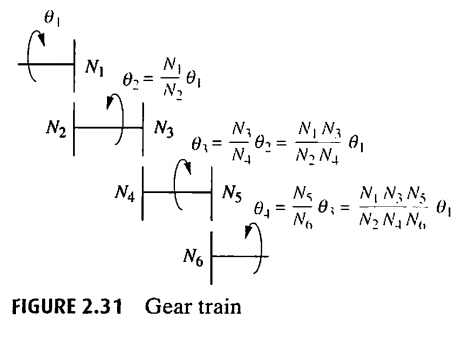 θ₁
N₁
θ₂ = N₁/N₂ θ₁
N₂
N₃
θ₃ = N₃/N₄ θ₂ = N₁N₃/N₂N₄ θ₁
N₄
N₅
θ₄ = N₅/N₆ θ₃ = N₁N₃N₅/N₂N₄N₆ θ₁
N₆
FIGURE 2.31 Gear train